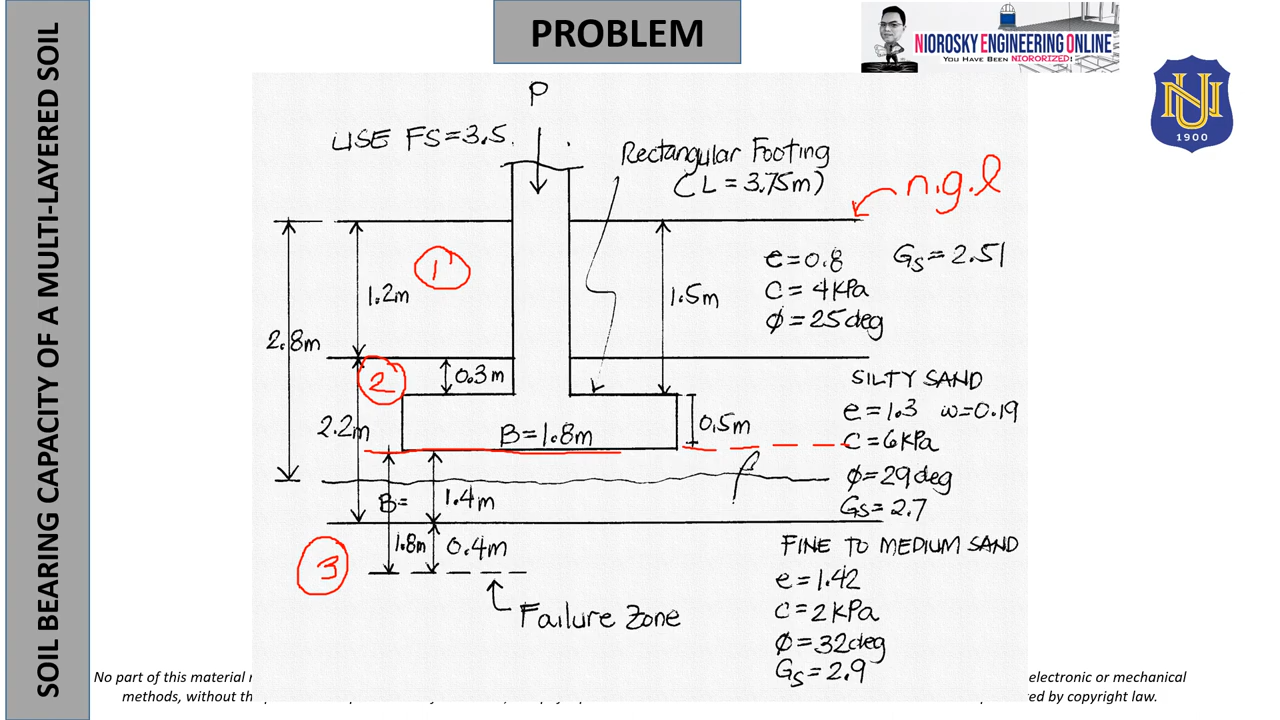 SOIL BEARING CAPACITY OF A MULTI-LAYERED SOIL
PROBLEM
NIOROSKY ENGINEERING ONLINE
YOU HAVE BEEN NIORORIZED!
NU
1900
P
USE FS=3.5.
Rectangular Footing
(L=3.75m)
n.g.l
1
1.2m
1.5m
e=0.8 Gs=2.51
C=4KPa
ϕ=25deg
2.8m
2
0.3m
SILTY SAND
e=1.3 w=0.19
C=6KPa
ϕ=29deg
Gs=2.7
2.2m
B=1.8m
0.5m
B=
1.8m
1.4m
3
0.4m
Failure Zone
FINE TO MEDIUM SAND
e=1.42
C=2KPa
ϕ=32deg
Gs=2.9
No part of this material
electronic or mechanical
methods, without
by copyright law.